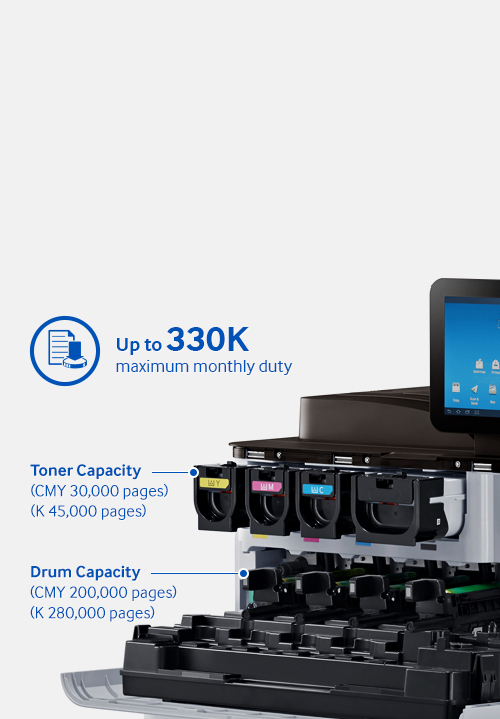 Up to 330K
maximum monthly duty
Toner Capacity
(CMY 30,000 pages)
(K 45,000 pages)
Y
M
C
Drum Capacity
(CMY 200,000 pages)
(K 280,000 pages)